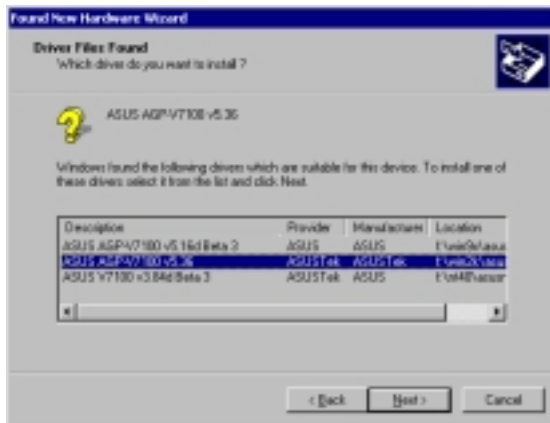 Found New Hardware Wizard
Driver Files Found
Which driver do you want to install ?
ASUS AGP-V7100 v5.36
Windows found the following drivers which are suitable for this device. To install one of
these drivers select it from the list and click Next.
Description Provider Manufacturer Location
ASUS AGP-V7100 v5.16d Beta 3 ASUS ASUS
ASUS AGP-V7100 v5.36 ASUSTek ASUSTek
ASUS V7100 v3.84d Beta 3 ASUSTek ASUS
< Back Next > Cancel